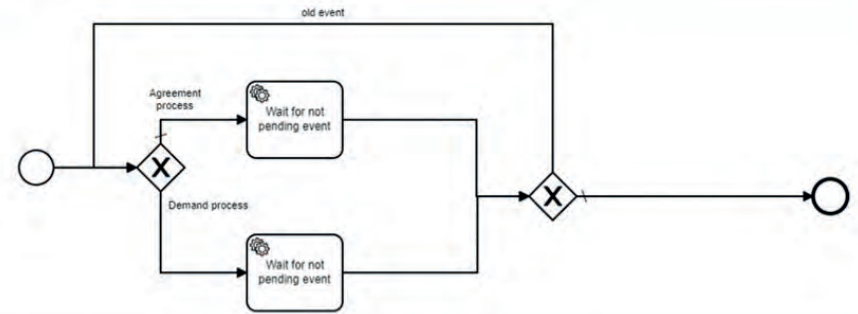 old event
Agreement
process
Wait for not
pending event
Demand process
Wait for not
pending event